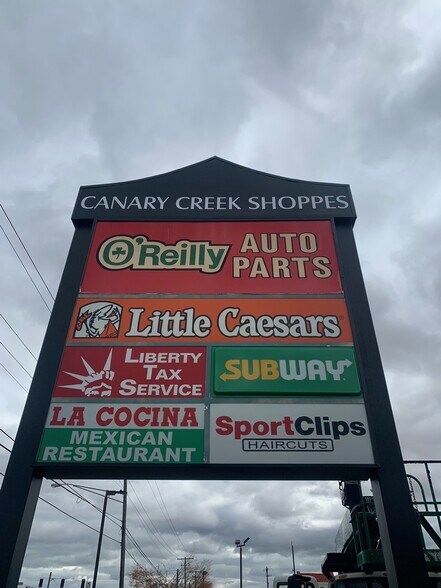 CANARY CREEK SHOPPES
O'Reilly AUTO PARTS
Little Caesars
LIBERTY TAX SERVICE
SUBWAY
LA COCINA
MEXICAN
RESTAURANT
SportClips
HAIRCUTS